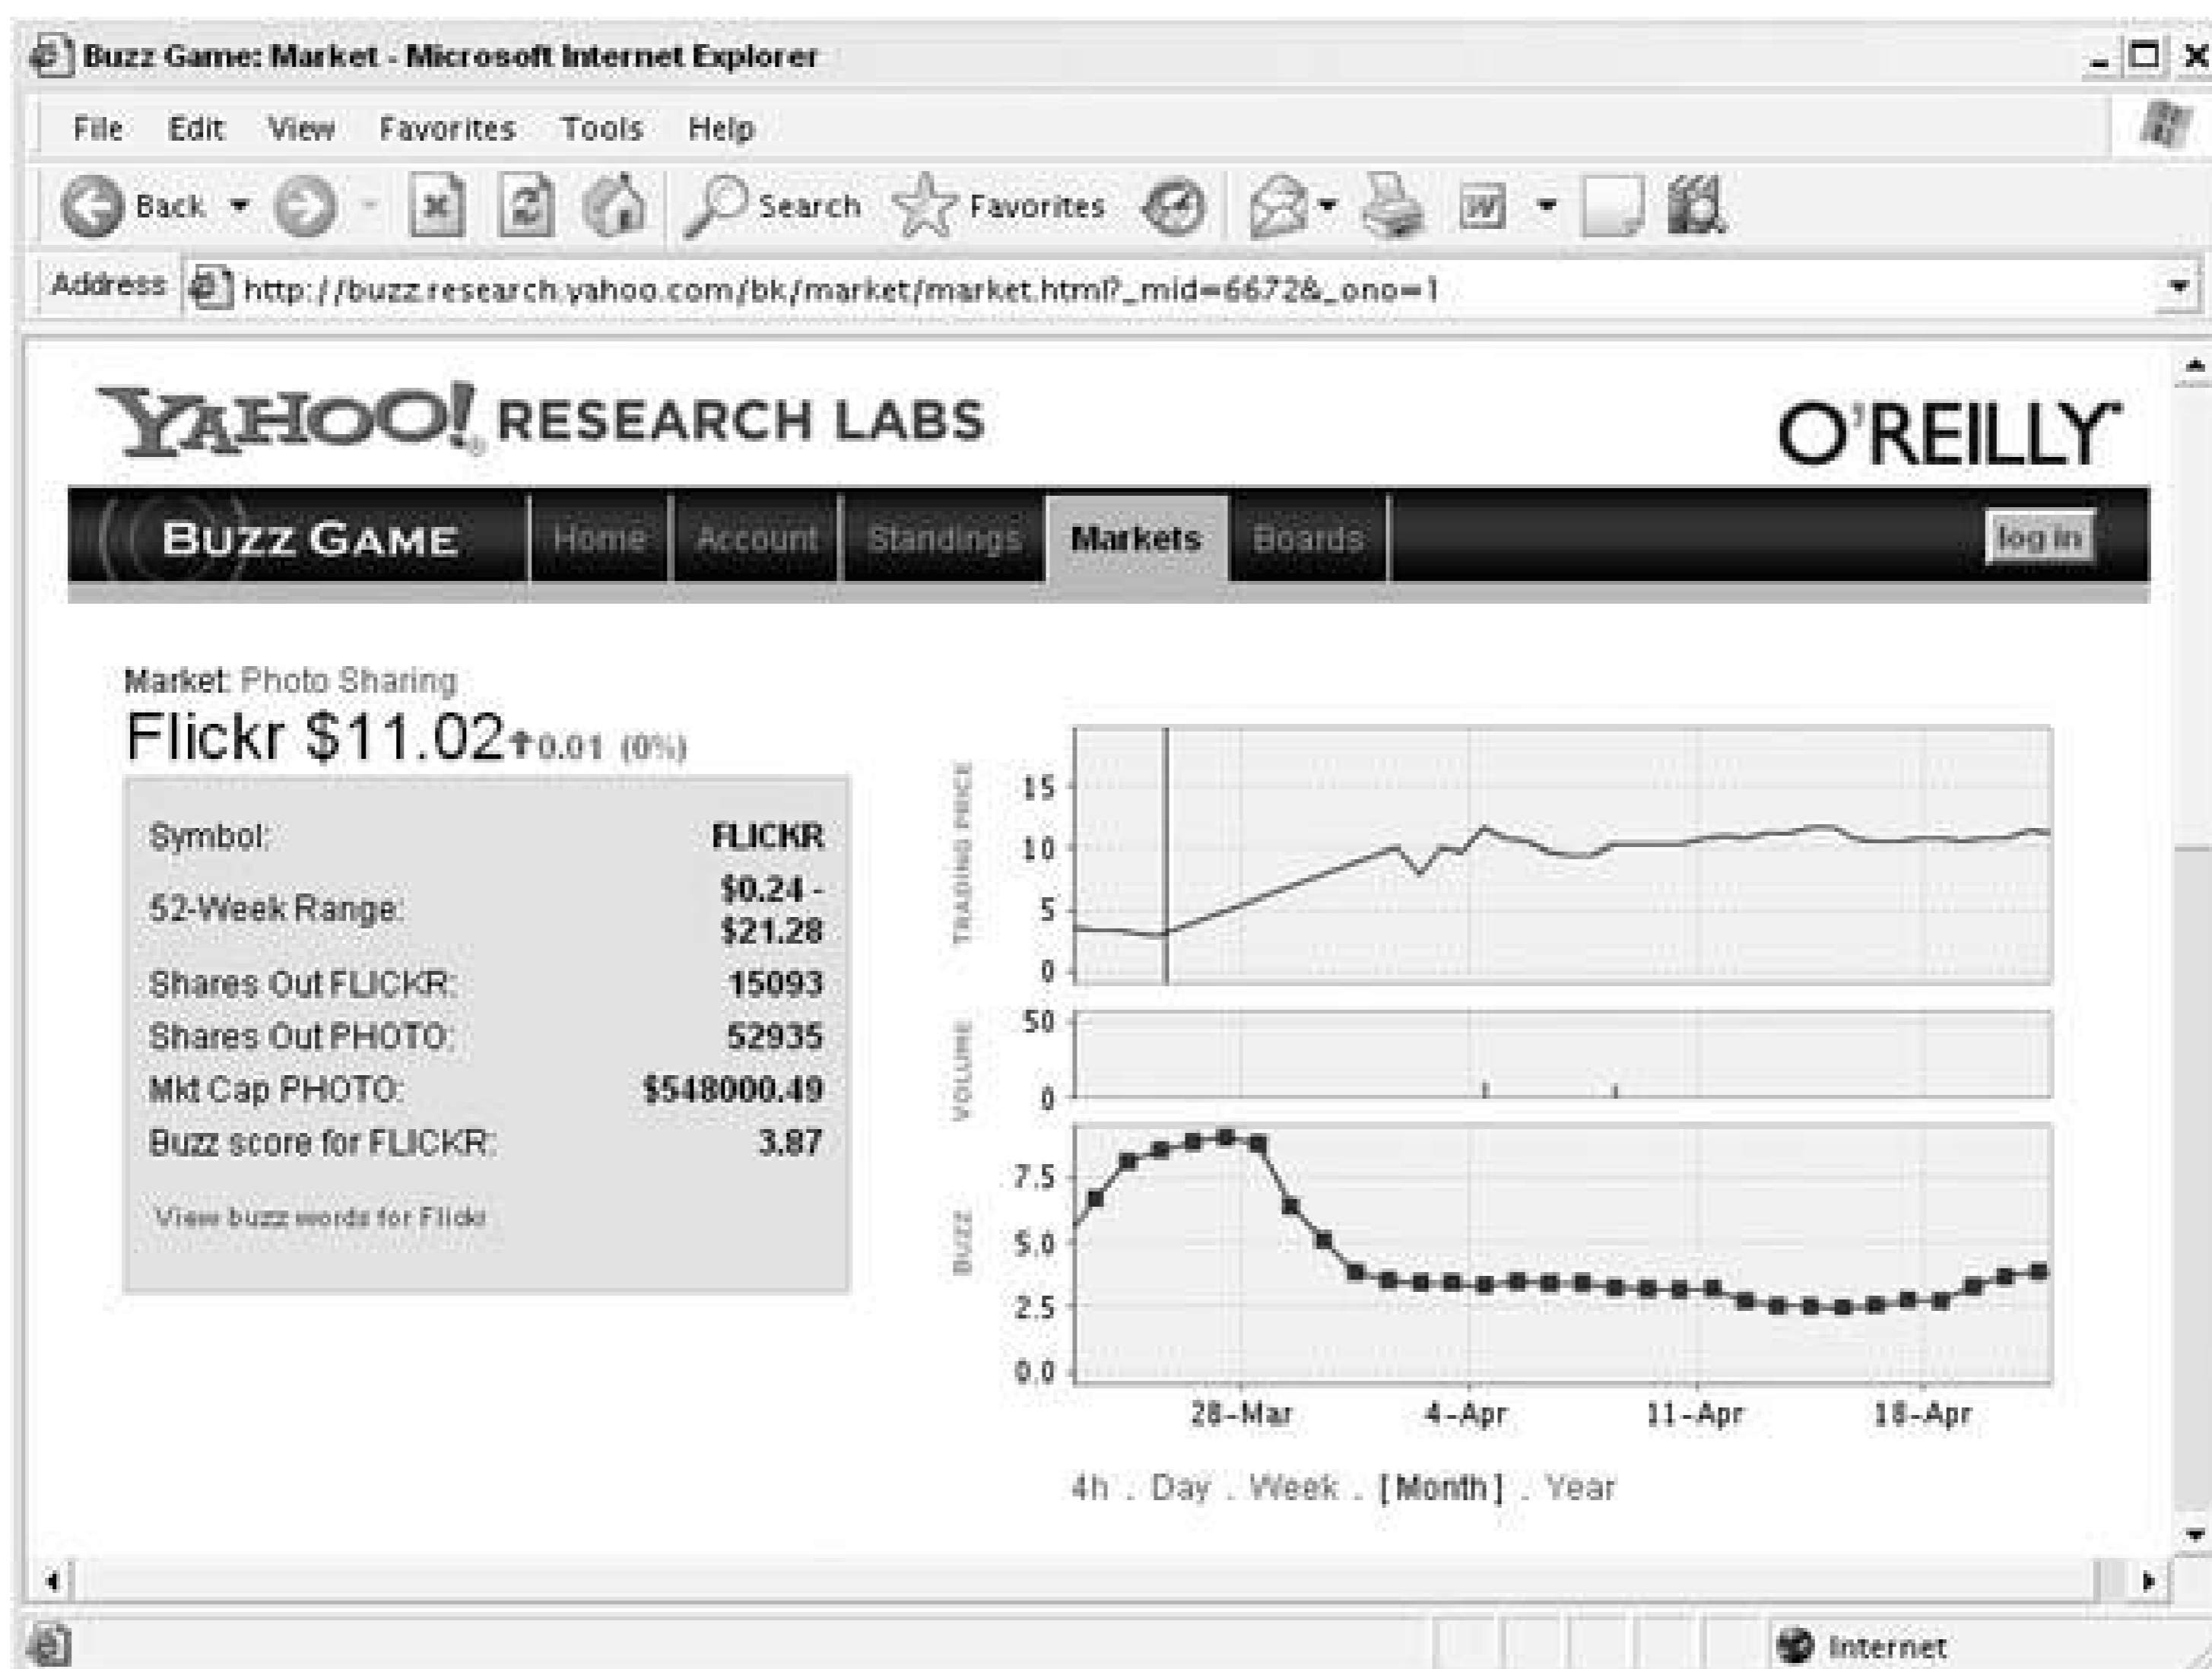 Buzz Game: Market - Microsoft Internet Explorer
File Edit View Favorites Tools Help
Back Search Favorites W
Address http://buzz.research.yahoo.com/bk/market/market.html?_mid=6672&_ono=1
YAHOO!® RESEARCH LABS O'REILLY
BUZZ GAME Home Account Standings Markets Boards log in
Market: Photo Sharing
Flickr $11.02 ↑0.01 (0%)
Symbol: FLICKR
52-Week Range: $0.24 -
$21.28
Shares Out FLICKR: 15093
Shares Out PHOTO: 52935
Mkt Cap PHOTO: $548000.49
Buzz score for FLICKR: 3.87
View buzz words for Flickr
TRADING PRICE
15
10
5
0
VOLUME
50
0
BUZZ
7.5
5.0
2.5
0.0
28-Mar 4-Apr 11-Apr 18-Apr
4h . Day . Week . [Month] . Year
Internet